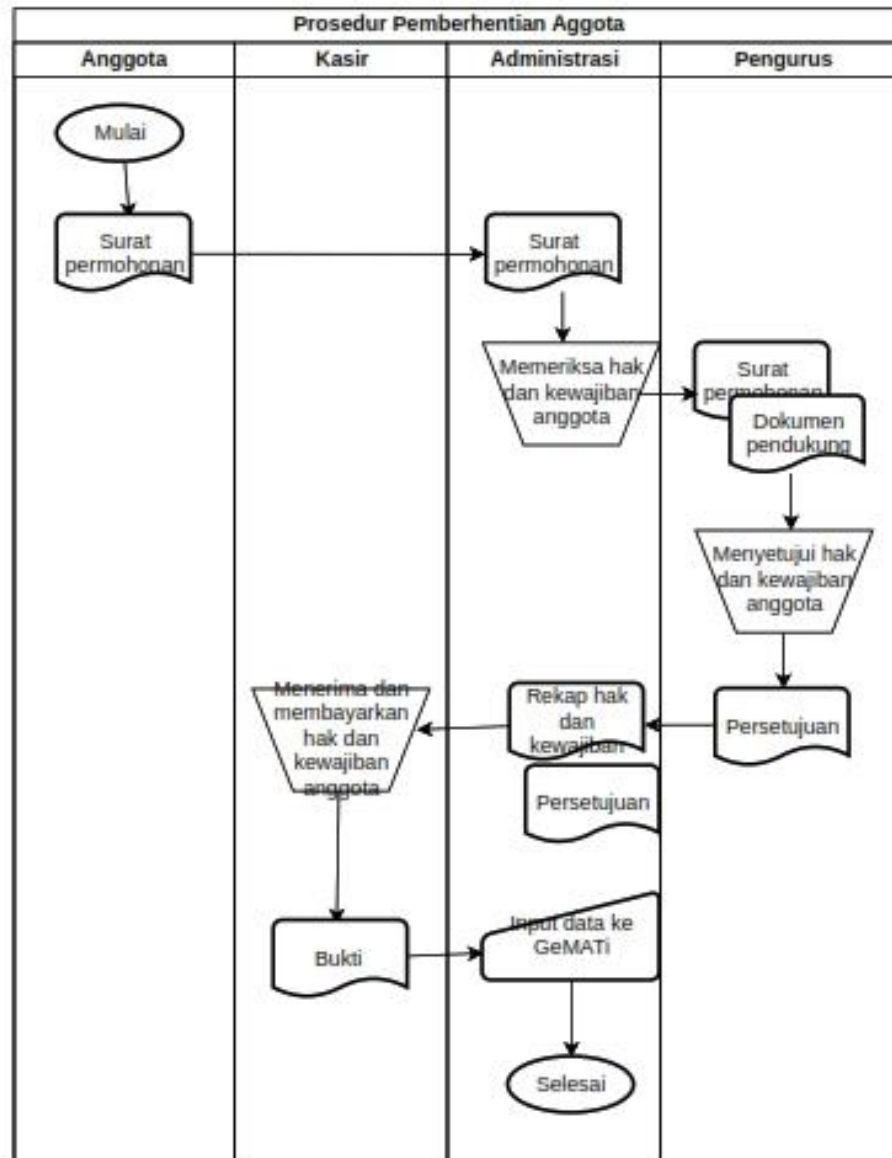 Prosedur Pemberhentian Aggota
Anggota
Kasir
Administrasi
Pengurus
Mulai
Surat
permohonan
Surat
permohonan
Memeriksa hak
dan kewajiban
anggota
Surat
permohonan
Dokumen
pendukung
Menyetujui hak
dan kewajiban
anggota
Persetujuan
Rekap hak
dan
kewajiban
Persetujuan
Menerima dan
membayarkan
hak dan
kewajiban
anggota
Bukti
Input data ke
GeMATi
Selesai